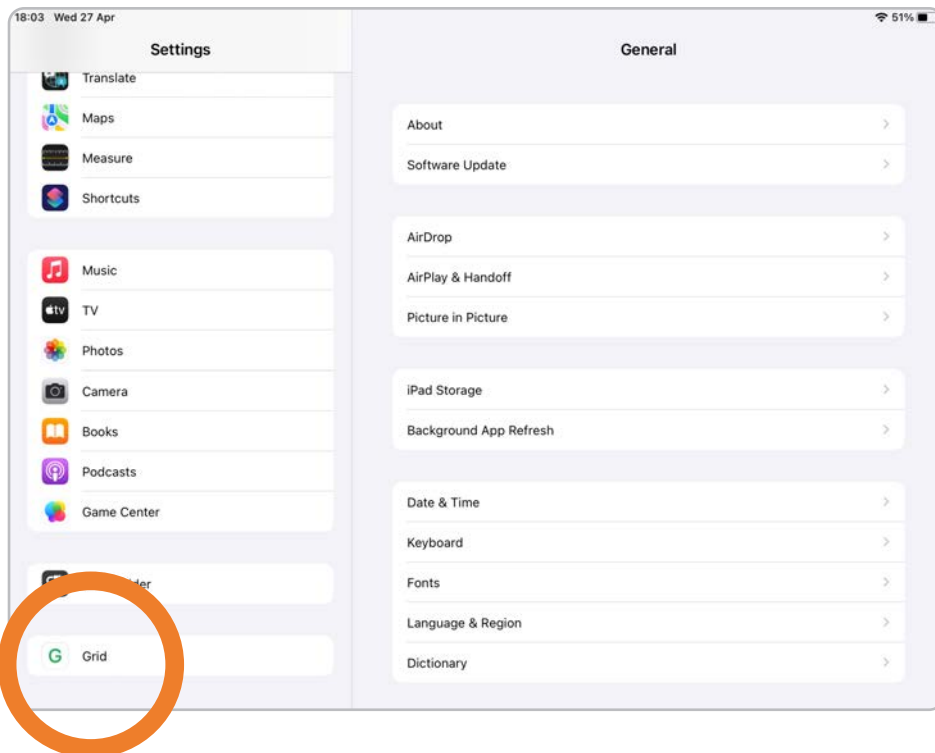 18:03 Wed 27 Apr
51%
Settings
Translate
Maps
Measure
Shortcuts
Music
tv
TV
Photos
Camera
Books
Podcasts
Game Center
G Grid
General
About
Software Update
AirDrop
AirPlay & Handoff
Picture in Picture
iPad Storage
Background App Refresh
Date & Time
Keyboard
Fonts
Language & Region
Dictionary